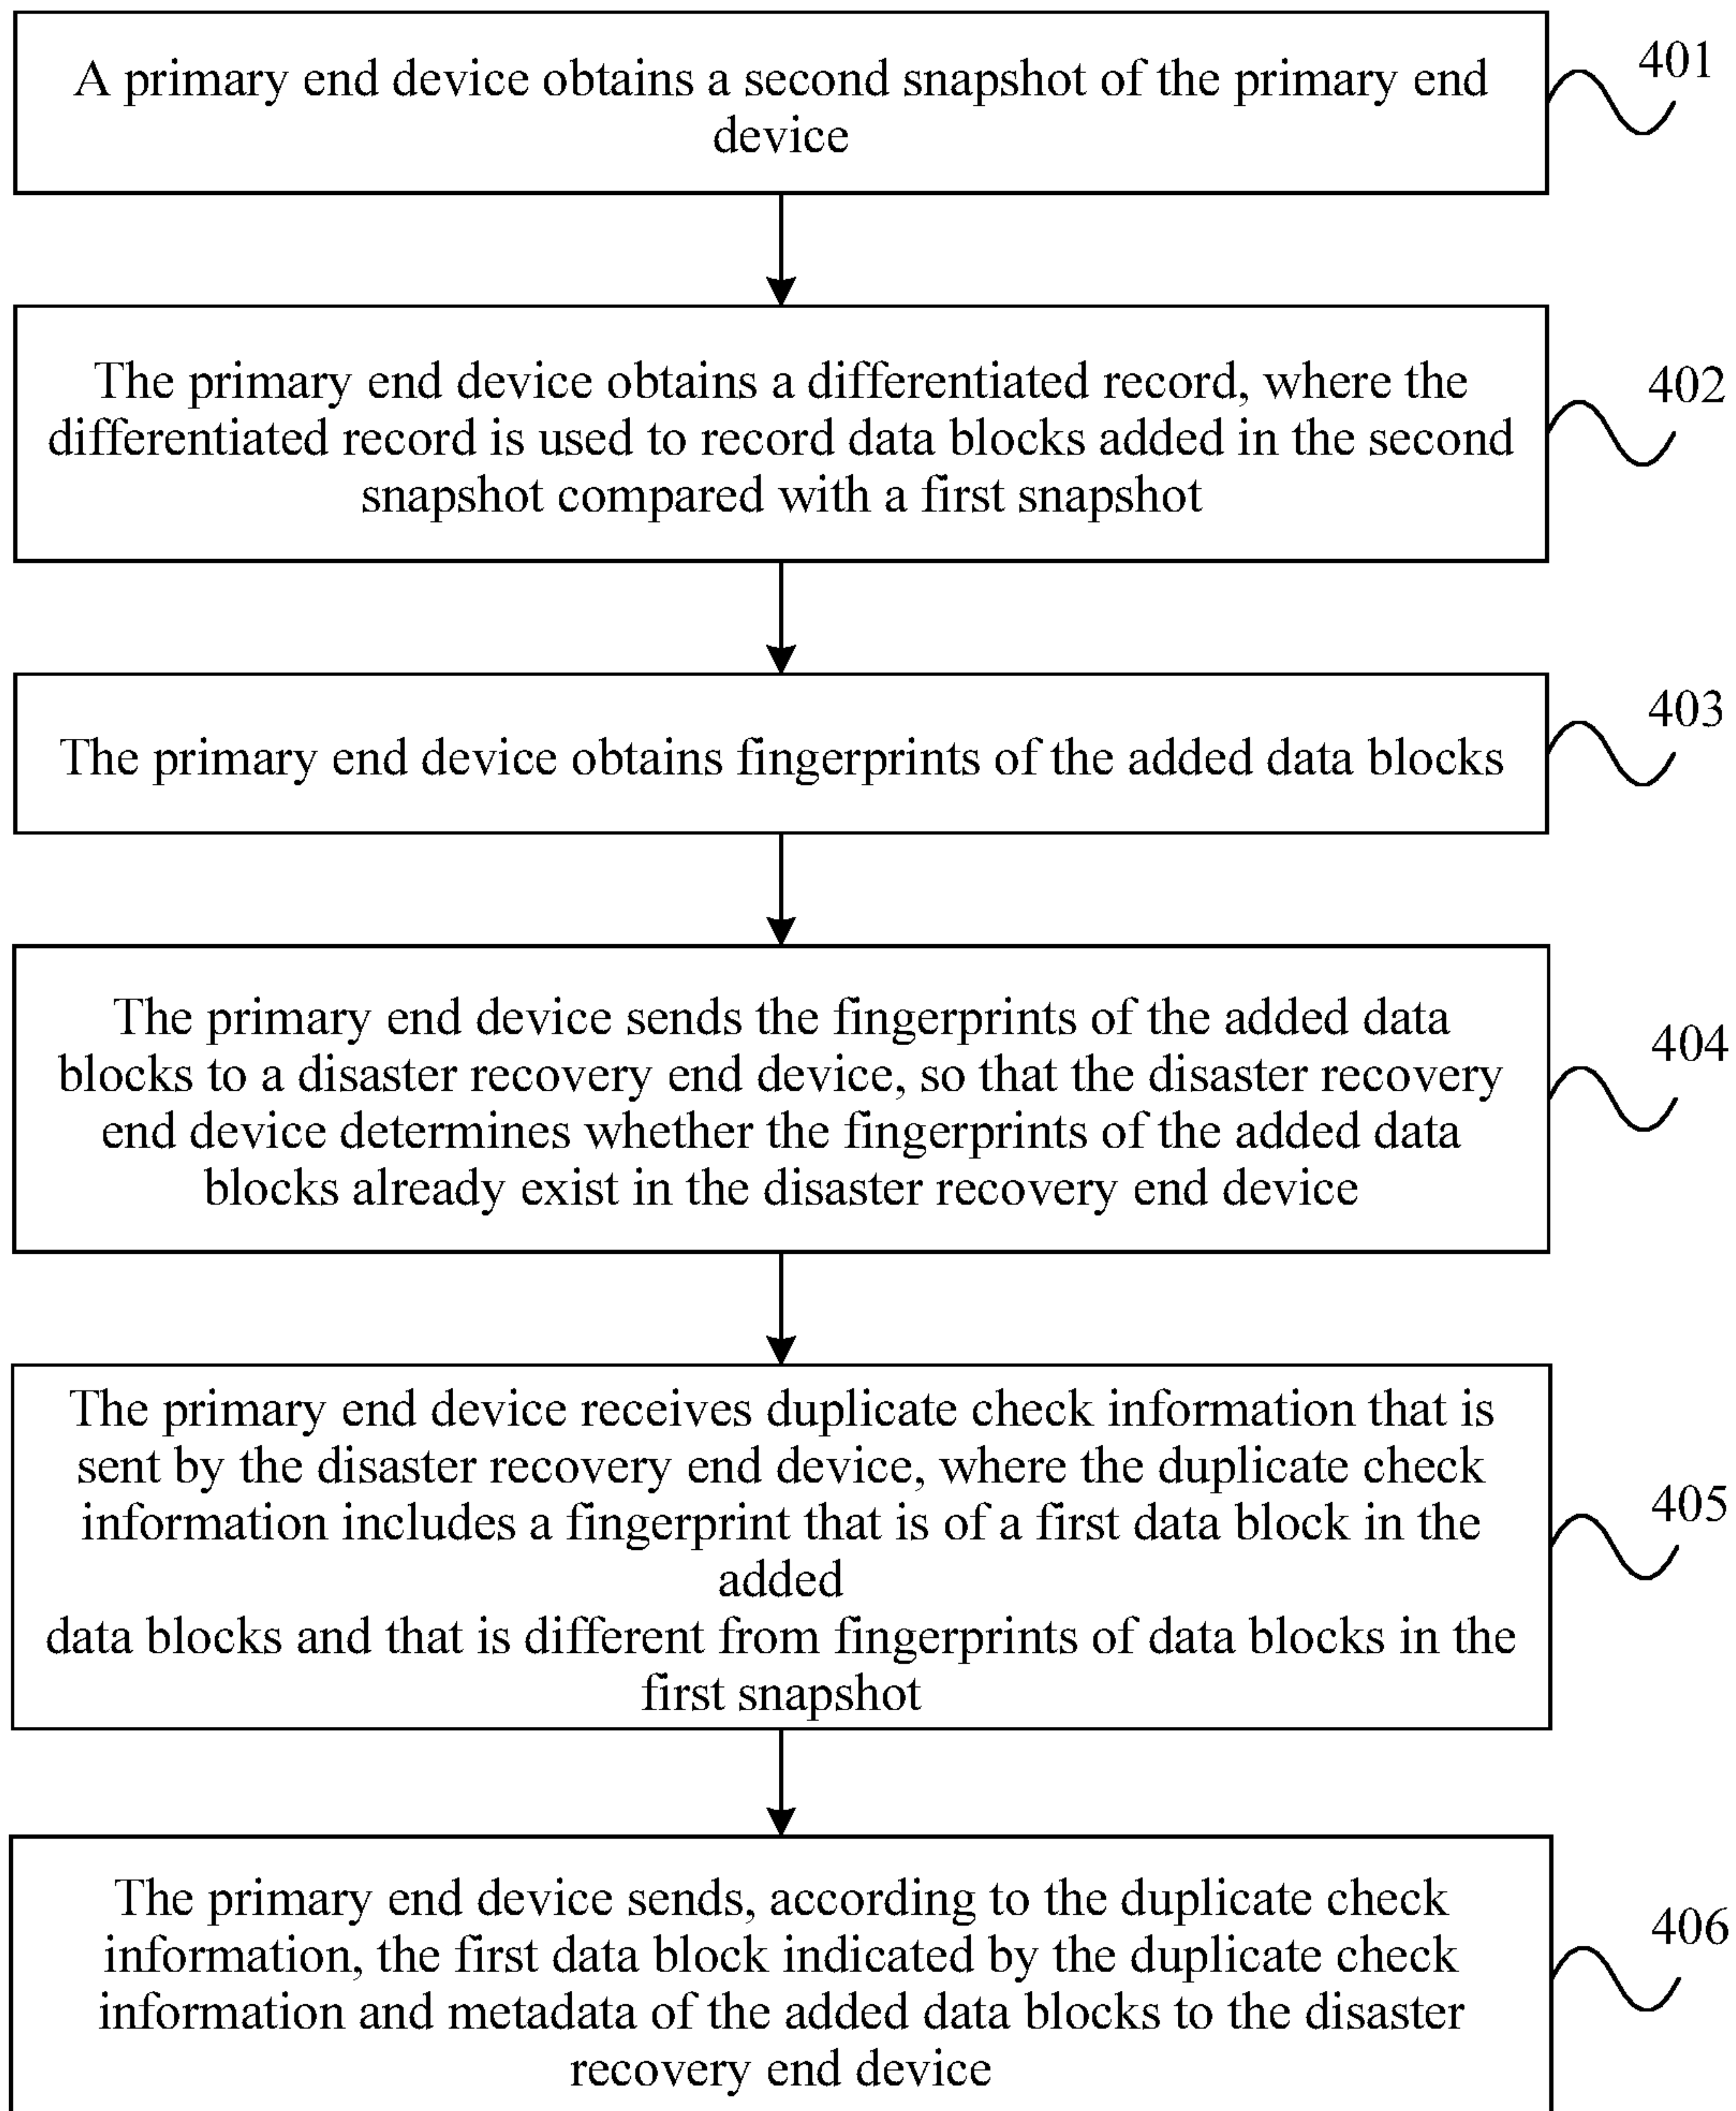 A primary end device obtains a second snapshot of the primary end
device
401
The primary end device obtains a differentiated record, where the
differentiated record is used to record data blocks added in the second
snapshot compared with a first snapshot
402
The primary end device obtains fingerprints of the added data blocks
403
The primary end device sends the fingerprints of the added data
blocks to a disaster recovery end device, so that the disaster recovery
end device determines whether the fingerprints of the added data
blocks already exist in the disaster recovery end device
404
The primary end device receives duplicate check information that is
sent by the disaster recovery end device, where the duplicate check
information includes a fingerprint that is of a first data block in the
added
data blocks and that is different from fingerprints of data blocks in the
first snapshot
405
The primary end device sends, according to the duplicate check
information, the first data block indicated by the duplicate check
information and metadata of the added data blocks to the disaster
recovery end device
406